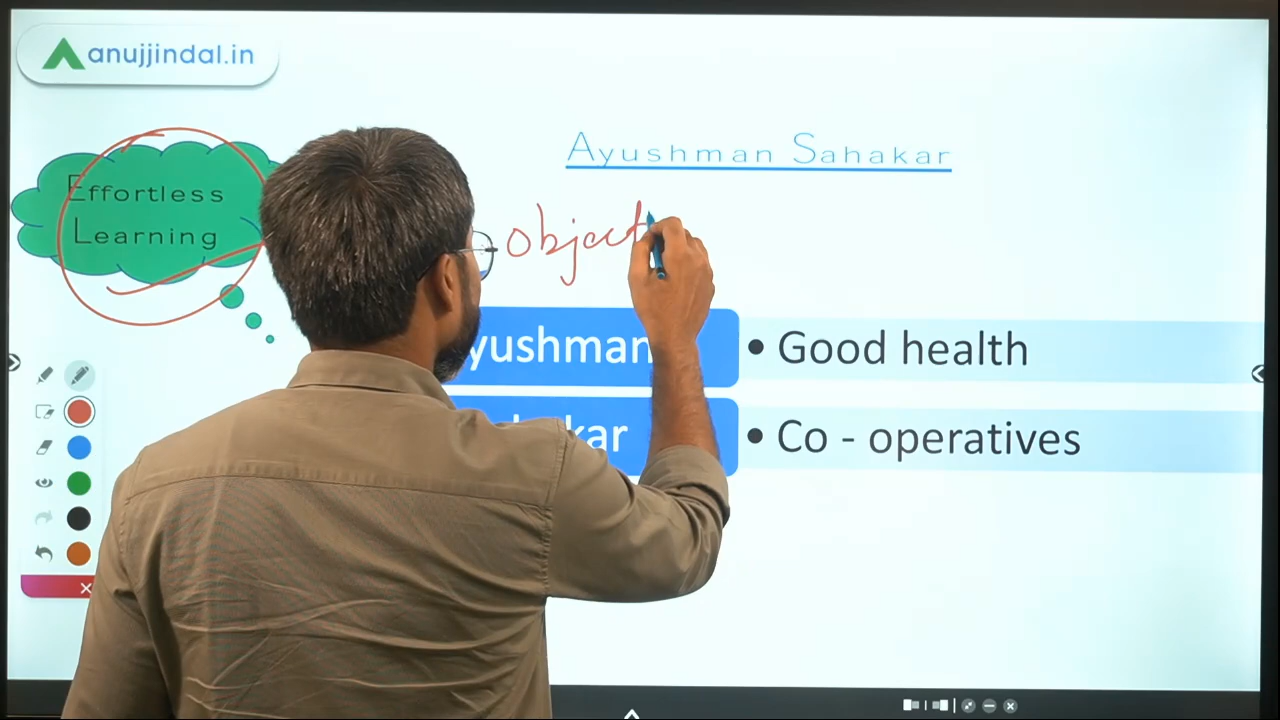 anujjindal.in
Ayushman Sahakar
Effortless
Learning
object
yushman
• Good health
kar
• Co - operatives